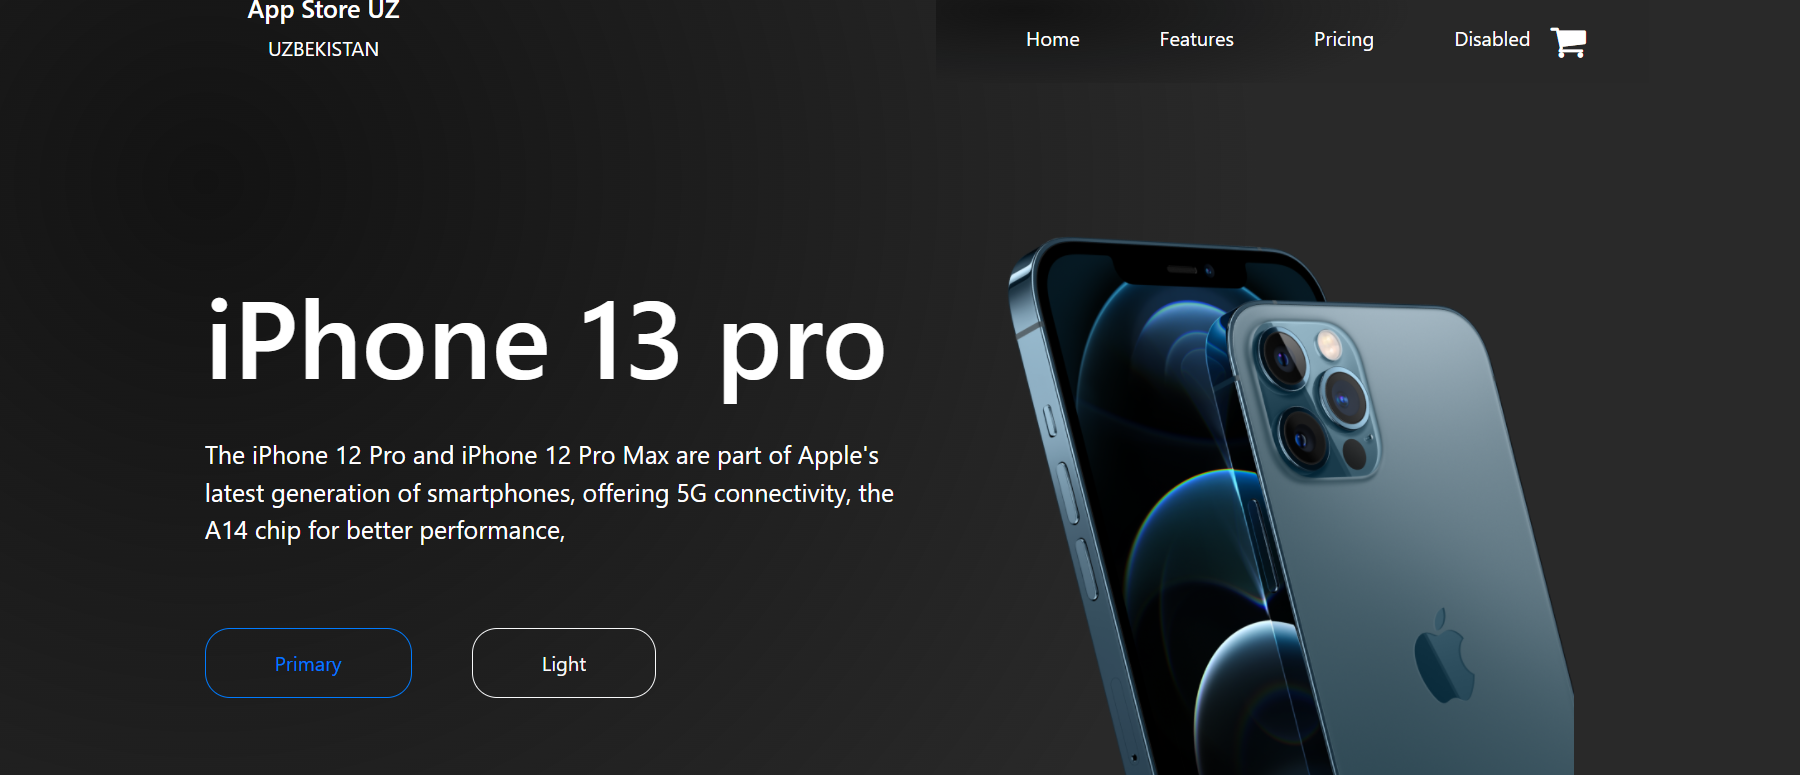 App Store UZ
UZBEKISTAN
Home
Features
Pricing
Disabled
iPhone 13 pro
The iPhone 12 Pro and iPhone 12 Pro Max are part of Apple's
latest generation of smartphones, offering 5G connectivity, the
A14 chip for better performance,
Primary
Light